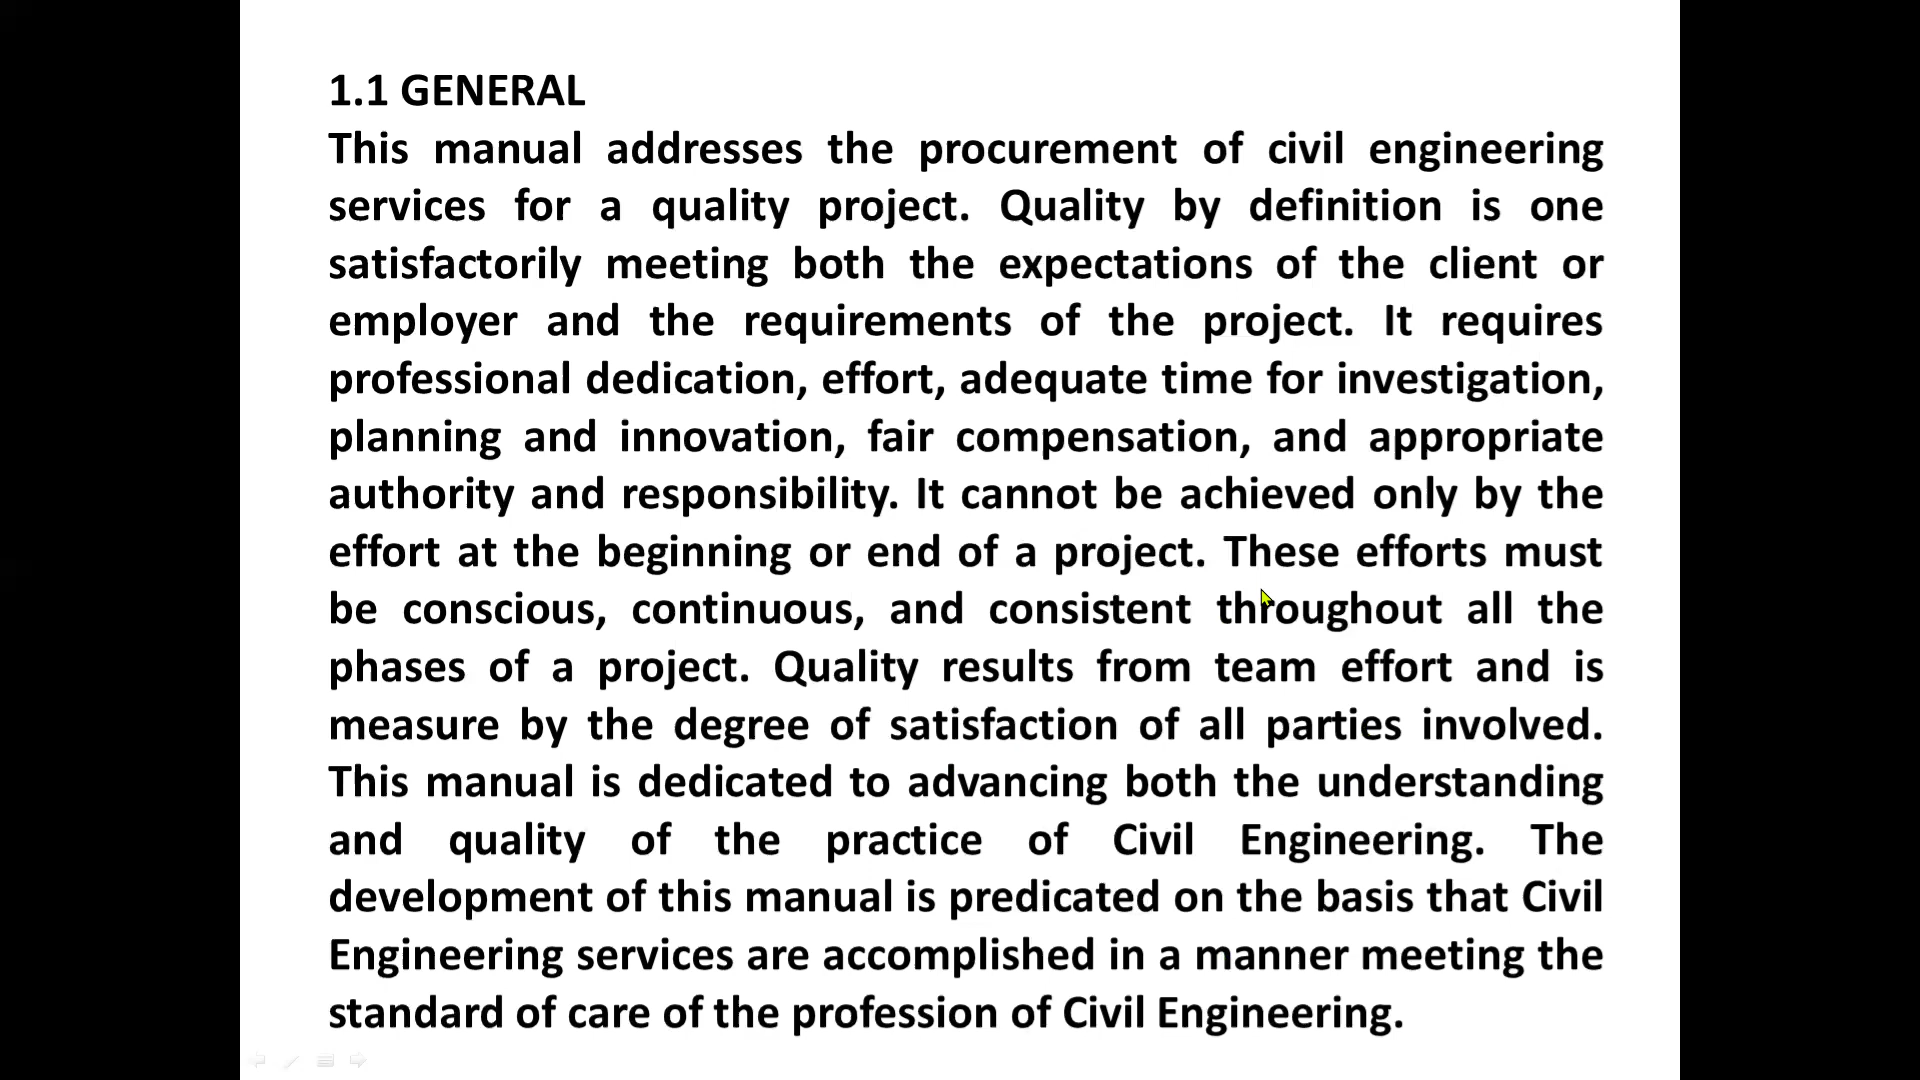 1.1 GENERAL
This manual addresses the procurement of civil engineering
services for a quality project. Quality by definition is one
satisfactorily meeting both the expectations of the client or
employer and the requirements of the project. It requires
professional dedication, effort, adequate time for investigation,
planning and innovation, fair compensation, and appropriate
authority and responsibility. It cannot be achieved only by the
effort at the beginning or end of a project. These efforts must
be conscious, continuous, and consistent throughout all the
phases of a project. Quality results from team effort and is
measure by the degree of satisfaction of all parties involved.
This manual is dedicated to advancing both the understanding
and quality of the practice of Civil Engineering. The
development of this manual is predicated on the basis that Civil
Engineering services are accomplished in a manner meeting the
standard of care of the profession of Civil Engineering.